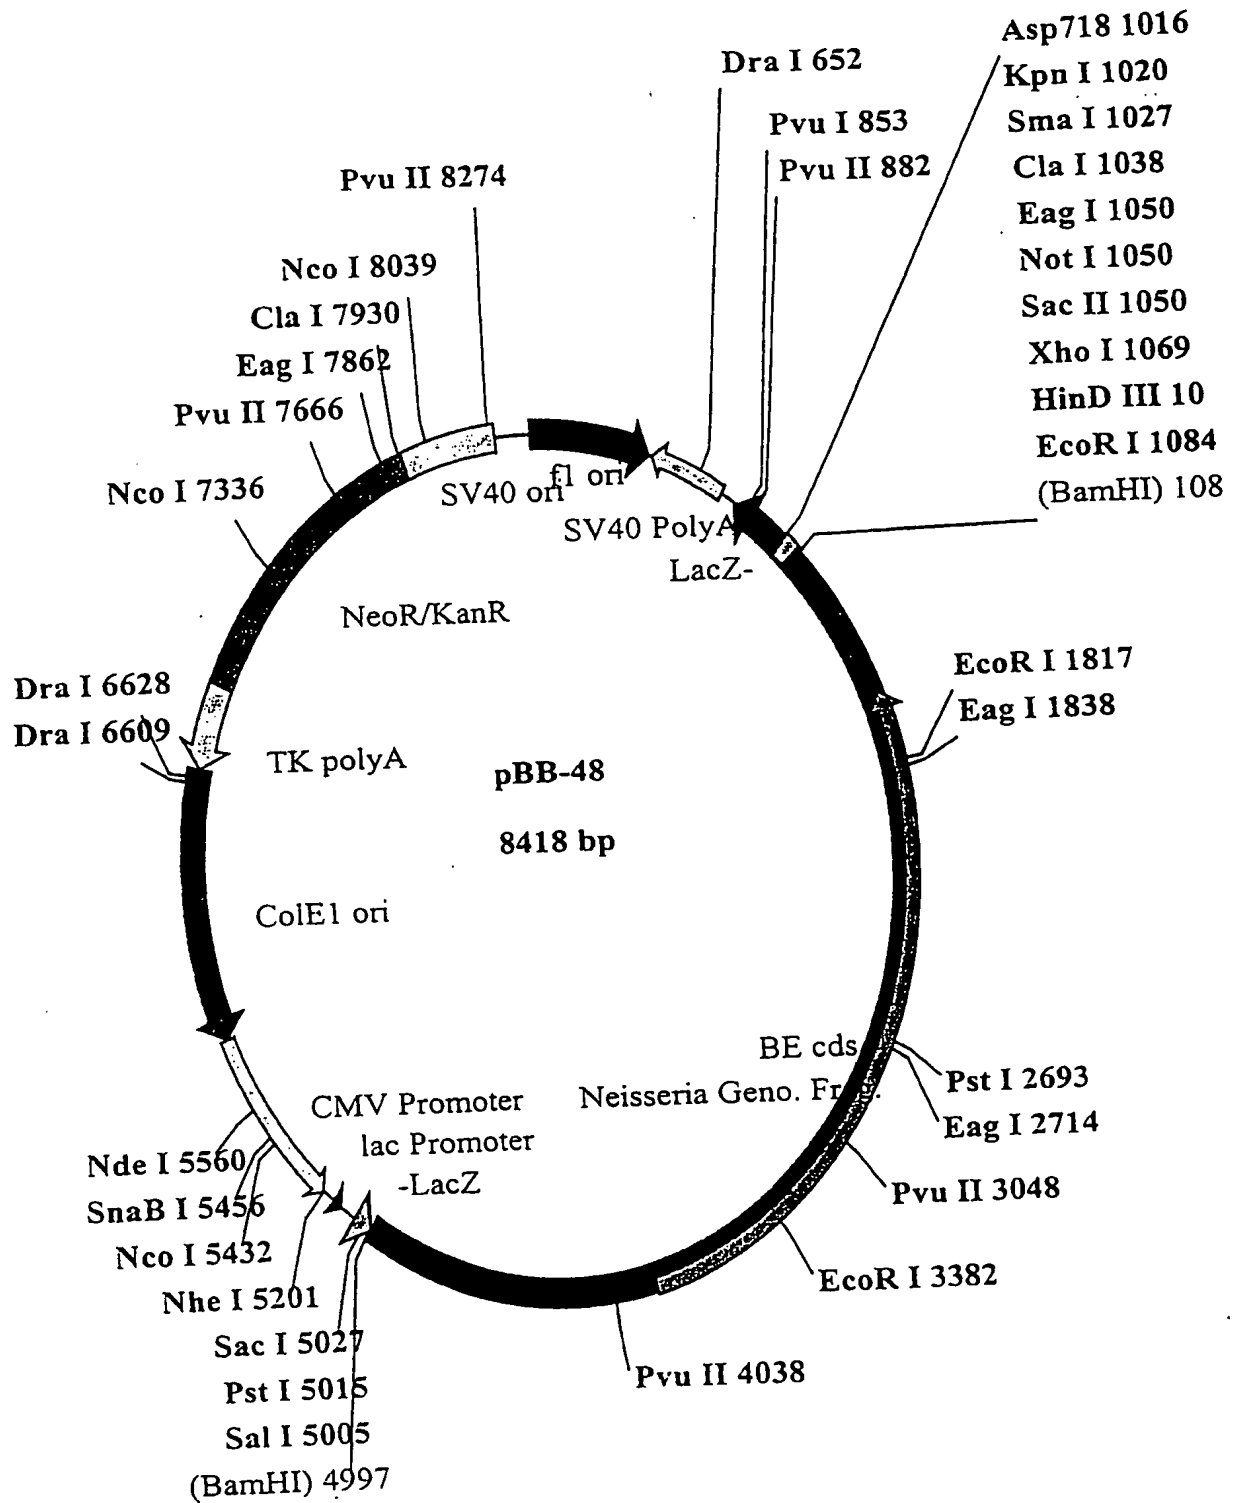 Asp718 1016
Kpn I 1020
Sma I 1027
Cla I 1038
Eag I 1050
Not I 1050
Sac II 1050
Xho I 1069
HinD III 10
EcoR I 1084
(BamHI) 108
Dra I 652
Pvu I 853
Pvu II 882
Pvu II 8274
Nco I 8039
Cla I 7930
Eag I 7862
Pvu II 7666
Nco I 7336
f1 ori
SV40 ori
SV40 PolyA
LacZ-
NeoR/KanR
EcoR I 1817
Eag I 1838
Dra I 6628
Dra I 6609
TK polyA
pBB-48
8418 bp
ColE1 ori
BE cds
Neisseria Geno.
Pst I 2693
Eag I 2714
Pvu II 3048
EcoR I 3382
Pvu II 4038
CMV Promoter
lac Promoter
-LacZ
Nde I 5560
SnaB I 5456
Nco I 5432
Nhe I 5201
Sac I 5027
Pst I 5015
Sal I 5005
(BamHI) 4997